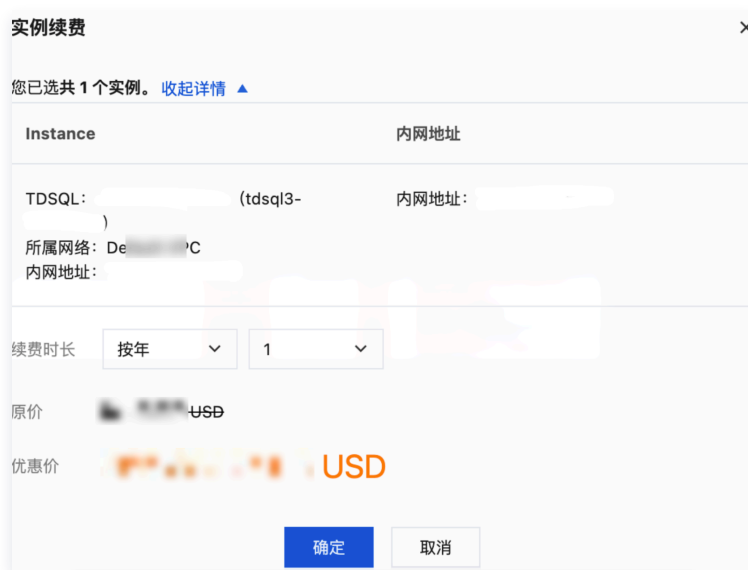 实例续费
您已选共 1 个实例。 收起详情
Instance 内网地址
TDSQL: （tdsql3- 内网地址:
)
所属网络: De PC
内网地址:
续费时长 按年 1
原价 USD
优惠价 USD
确定 取消